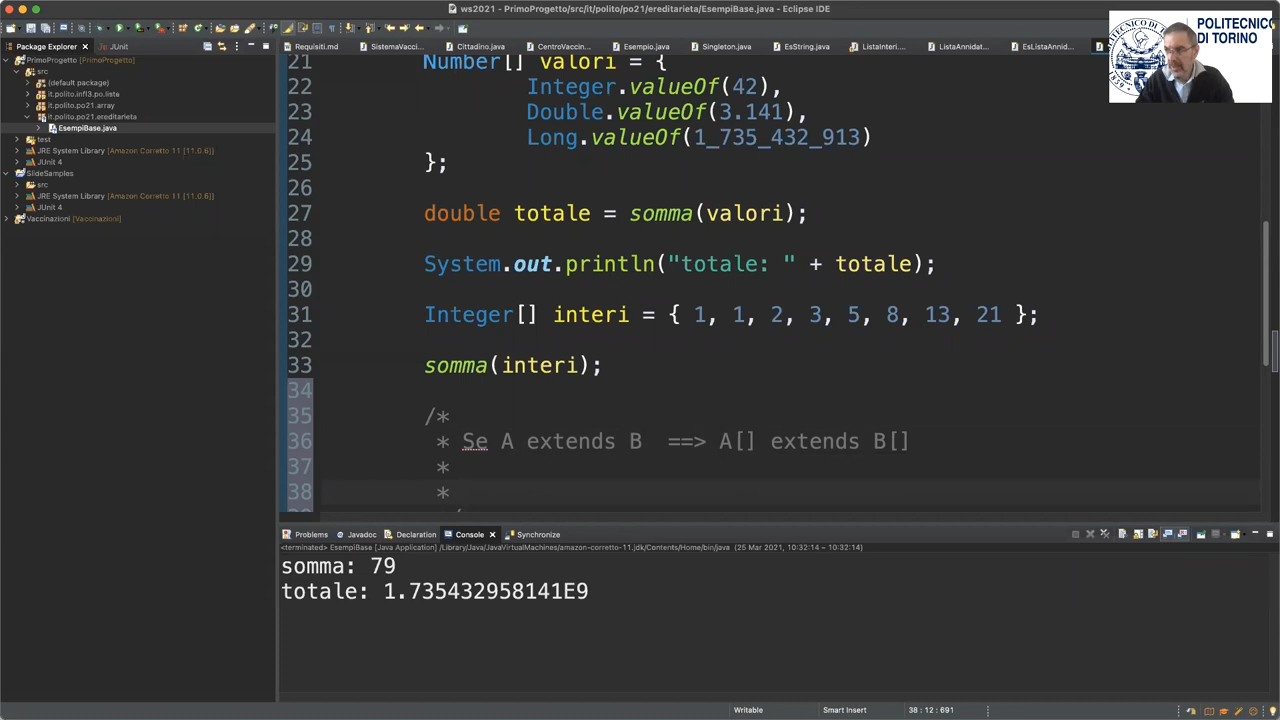 ws2021 - PrimoProgetto/src/it/polito/po21/ereditarieta/EsempiBase.java - Eclipse IDE
POLITECNICO
DI TORINO
Package Explorer
JUnit
Requisiti.md
SistemaVacci...
Cittadino.java
CentroVaccin...
Esempio.java
Singleton.java
EsString.java
ListaInteri....
ListaAnnidat...
EsListaAnnid...
PrimoProgetto [PrimoProgetto]
src
(default package)
it.polito.po21.array
it.polito.po21.ereditarieta
EsempiBase.java
test
JRE System Library [Amazon Corretto 11 [11.0.6]]
JUnit 4
SlideSamples
src
JRE System Library [Amazon Corretto 11 [11.0.6]]
JUnit 4
Vaccinazioni [Vaccinazioni]
21 Number[] valori = {
22 Integer.valueOf(42),
23 Double.valueOf(3.141),
24 Long.valueOf(1_735_432_913)
25 };
26
27 double totale = somma(valori);
28
29 System.out.println("totale: " + totale);
30
31 Integer[] interi = { 1, 1, 2, 3, 5, 8, 13, 21 };
32
33 somma(interi);
34
35 /*
36 * Se A extends B ==> A[] extends B[]
37 *
38 *
Problems
Javadoc
Declaration
Console
Synchronize
<terminated> EsempiBase [Java Application] /Library/Java/JavaVirtualMachines/amazon-corretto-11.jdk/Contents/Home/bin/java (25 Mar 2021, 10:32:14 – 10:32:14)
somma: 79
totale: 1.735432958141E9
Writable
Smart Insert
38 : 12 : 691